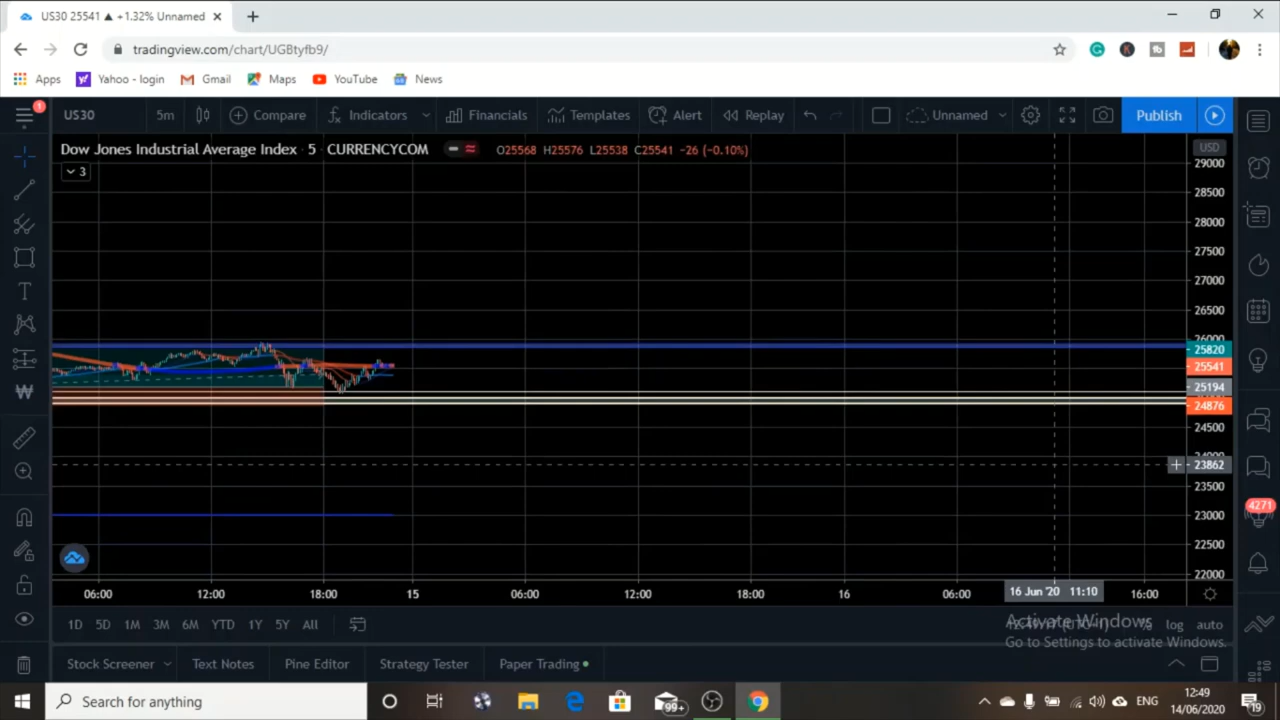 US30 25541 ▲ +1.32% Unnamed
tradingview.com/chart/UGBtyfb9/
Apps Yahoo - login Gmail Maps YouTube News
1
US30 5m Compare Indicators Financials Templates Alert Replay Unnamed Publish
Dow Jones Industrial Average Index · 5 · CURRENCYCOM O25568 H25576 L25538 C25541 −26 (−0.10%)
3
USD
29000
28500
28000
27500
27000
26500
26000
25820
25541
25194
24876
24500
24000
23862
23500
23000
22500
22000
4271
06:00 12:00 18:00 15 06:00 12:00 18:00 16 06:00 16 Jun '20 11:10 16:00
1D 5D 1M 3M 6M YTD 1Y 5Y All % log auto
Activate Windows
Go to Settings to activate Windows.
Stock Screener Text Notes Pine Editor Strategy Tester Paper Trading
Search for anything
99+
ENG
12:49
14/06/2020
19